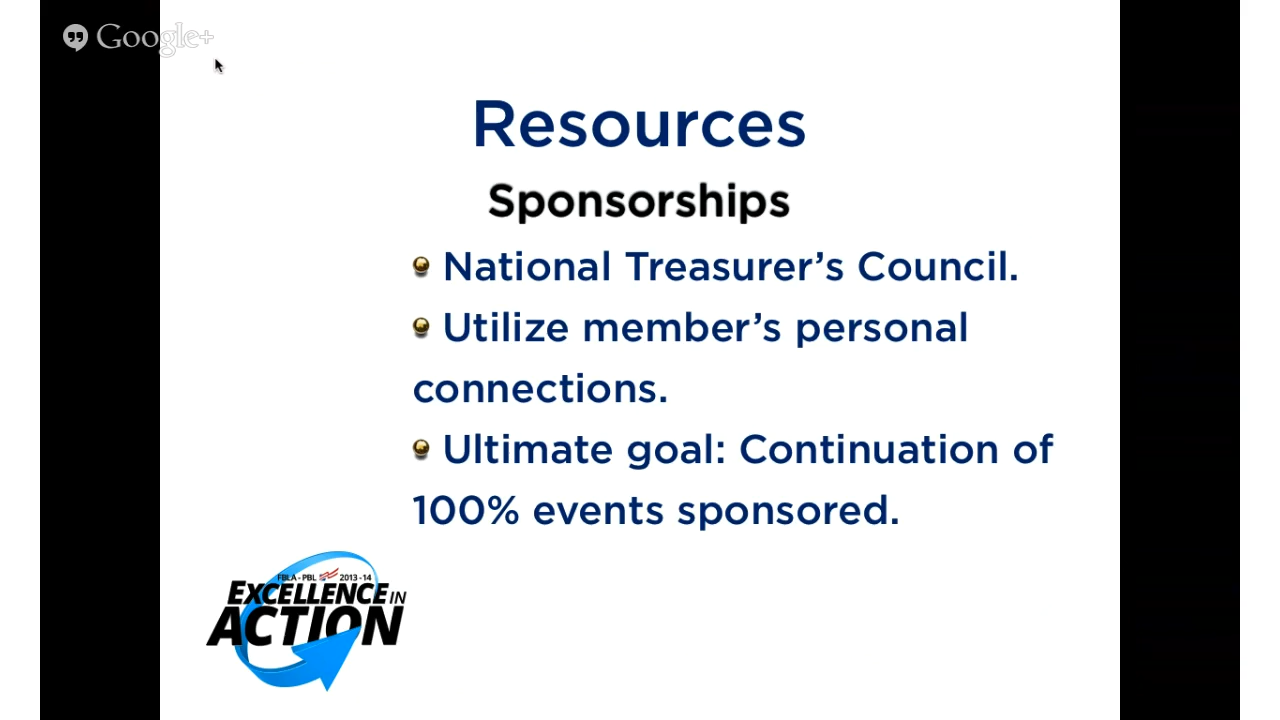 Google+
Resources
Sponsorships
National Treasurer’s Council.
Utilize member’s personal
connections.
Ultimate goal: Continuation of
100% events sponsored.
FBLA-PBL 2013-14
EXCELLENCE IN
ACTION